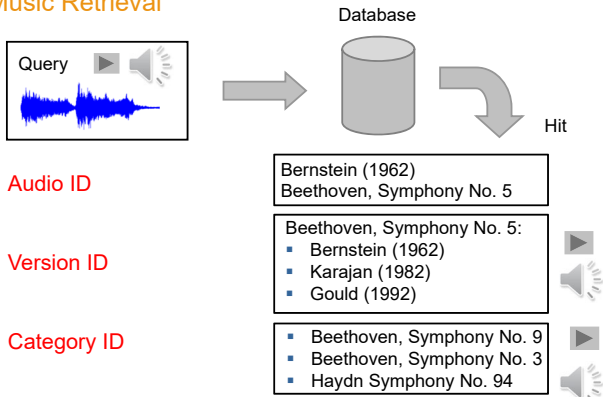 Music Retrieval
Database
Query
Hit
Audio ID
Bernstein (1962)
Beethoven, Symphony No. 5
Version ID
Beethoven, Symphony No. 5:
▪ Bernstein (1962)
▪ Karajan (1982)
▪ Gould (1992)
Category ID
▪ Beethoven, Symphony No. 9
▪ Beethoven, Symphony No. 3
▪ Haydn Symphony No. 94